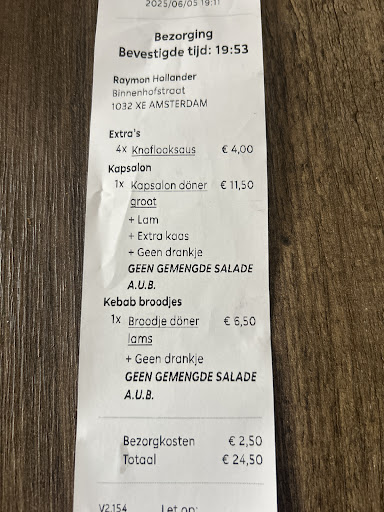 2025/06/05 19:11
Bezorging
Bevestigde tijd: 19:53
Raymon Hollander
Binnenhofstraat
1032 XE AMSTERDAM
Extra's
4x Knoflooksaus € 4,00
Kapsalon
1x Kapsalon döner € 11,50
groot
+ Lam
+ Extra kaas
+ Geen drankje
GEEN GEMENGDE SALADE
A.U.B.
Kebab broodjes
1x Broodje döner € 6,50
lams
+ Geen drankje
GEEN GEMENGDE SALADE
A.U.B.
Bezorgkosten € 2,50
Totaal € 24,50
V2.154 Let op: